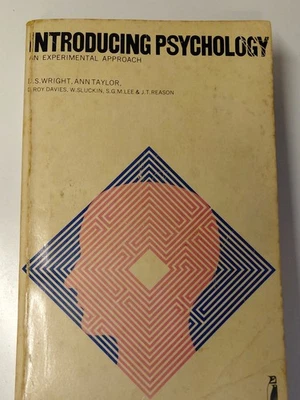 INTRODUCING PSYCHOLOGY
AN EXPERIMENTAL APPROACH
D.S.WRIGHT, ANN TAYLOR,
D.ROY DAVIES, W.SLUCKIN, S.G.M.LEE & J.T.REASON